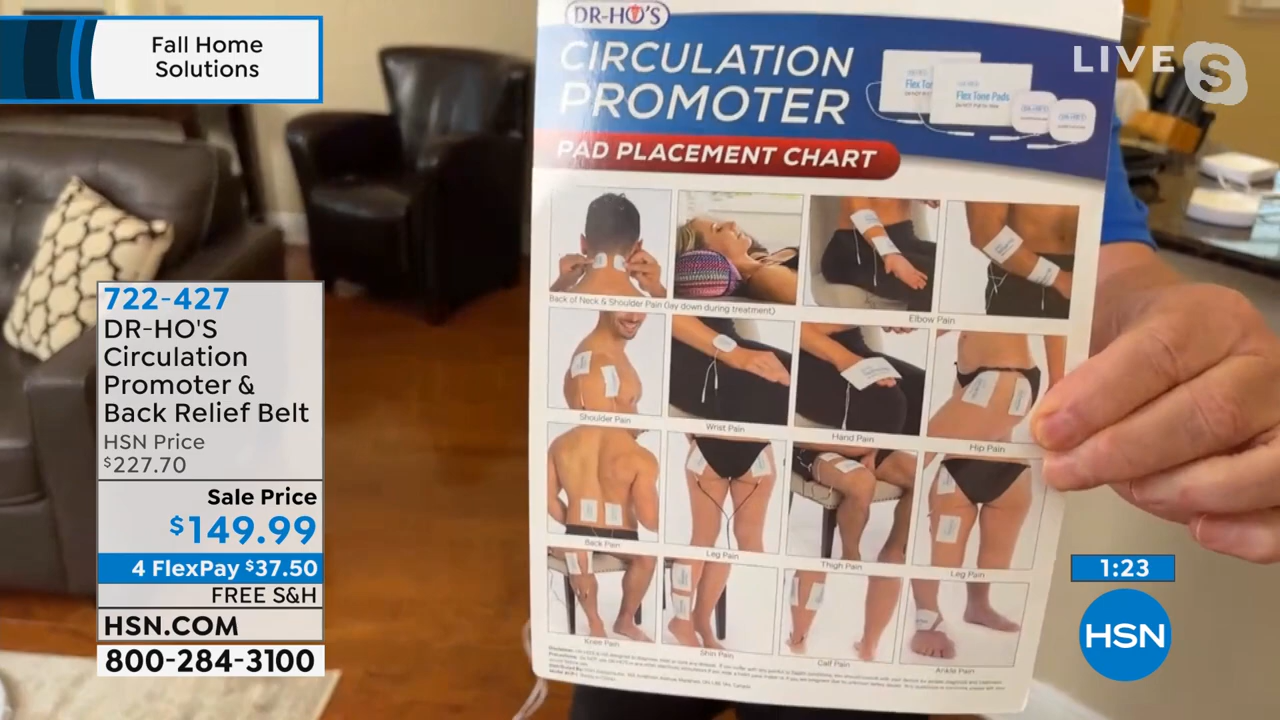 Fall Home
Solutions
LIVE
S
DR-HO'S
CIRCULATION
PROMOTER
PAD PLACEMENT CHART
Flex Tone Pads
Back of Neck & Shoulder Pain (lay down during treatment)
Elbow Pain
Shoulder Pain
Wrist Pain
Hand Pain
Hip Pain
Back Pain
Leg Pain
Thigh Pain
Leg Pain
Knee Pain
Shin Pain
Calf Pain
Ankle Pain
722-427
DR-HO'S
Circulation
Promoter &
Back Relief Belt
HSN Price
$227.70
Sale Price
$149.99
4 FlexPay $37.50
FREE S&H
HSN.COM
800-284-3100
1:23
HSN